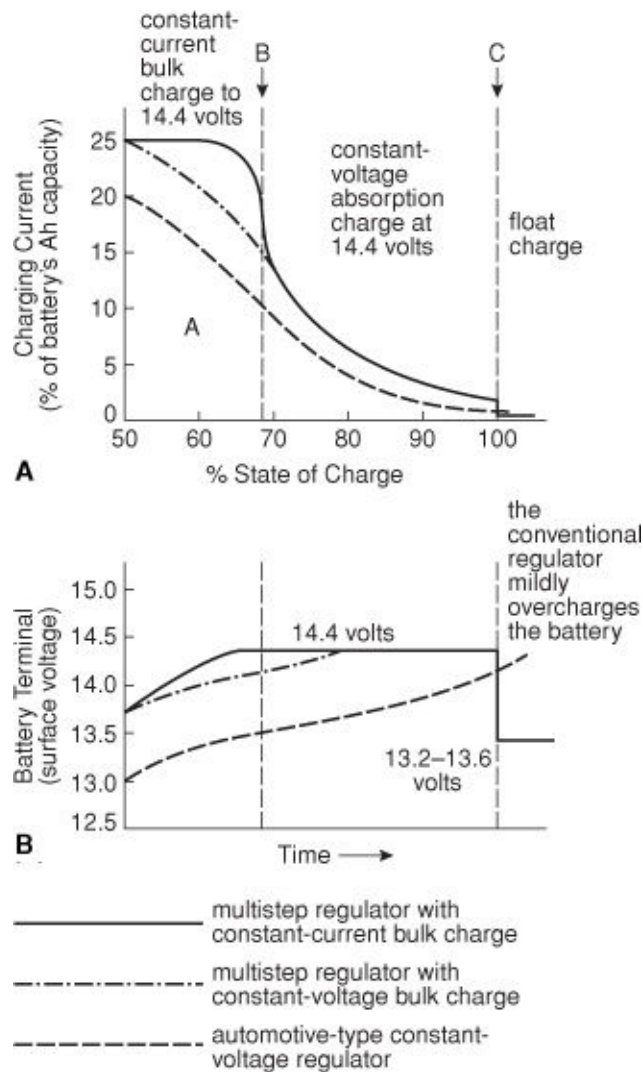 constant-
current
bulk
charge to
14.4 volts
B
C
25
20
15
10
5
0
Charging Current
(% of battery's Ah capacity)
A
constant-
voltage
absorption
charge at
14.4 volts
float
charge
50
60
70
80
90
100
% State of Charge
A
the
conventional
regulator
mildly
overcharges
the battery
15.0
14.5
14.0
13.5
13.0
12.5
Battery Terminal
(surface voltage)
14.4 volts
13.2–13.6
volts
Time
B
multistep regulator with
constant-current bulk charge
multistep regulator with
constant-voltage bulk charge
automotive-type constant-
voltage regulator